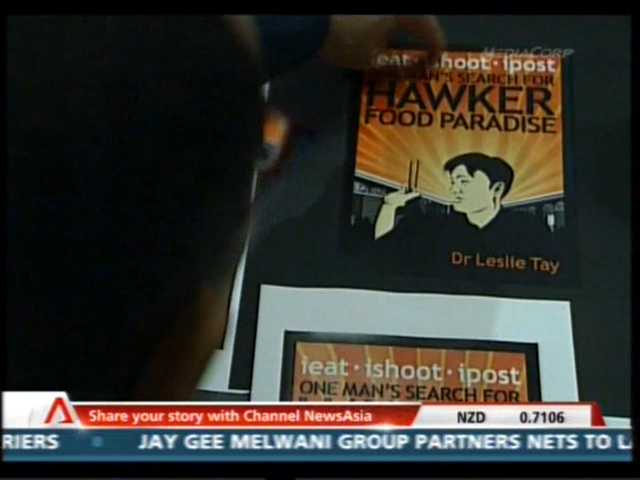 MEDIACORP
ieat · ishoot · ipost
ONE MAN'S SEARCH FOR
HAWKER
FOOD PARADISE
Dr Leslie Tay
ieat · ishoot · ipost
ONE MAN'S SEARCH FOR
Share your story with Channel NewsAsia
NZD 0.7106
RIERS JAY GEE MELWANI GROUP PARTNERS NETS TO L